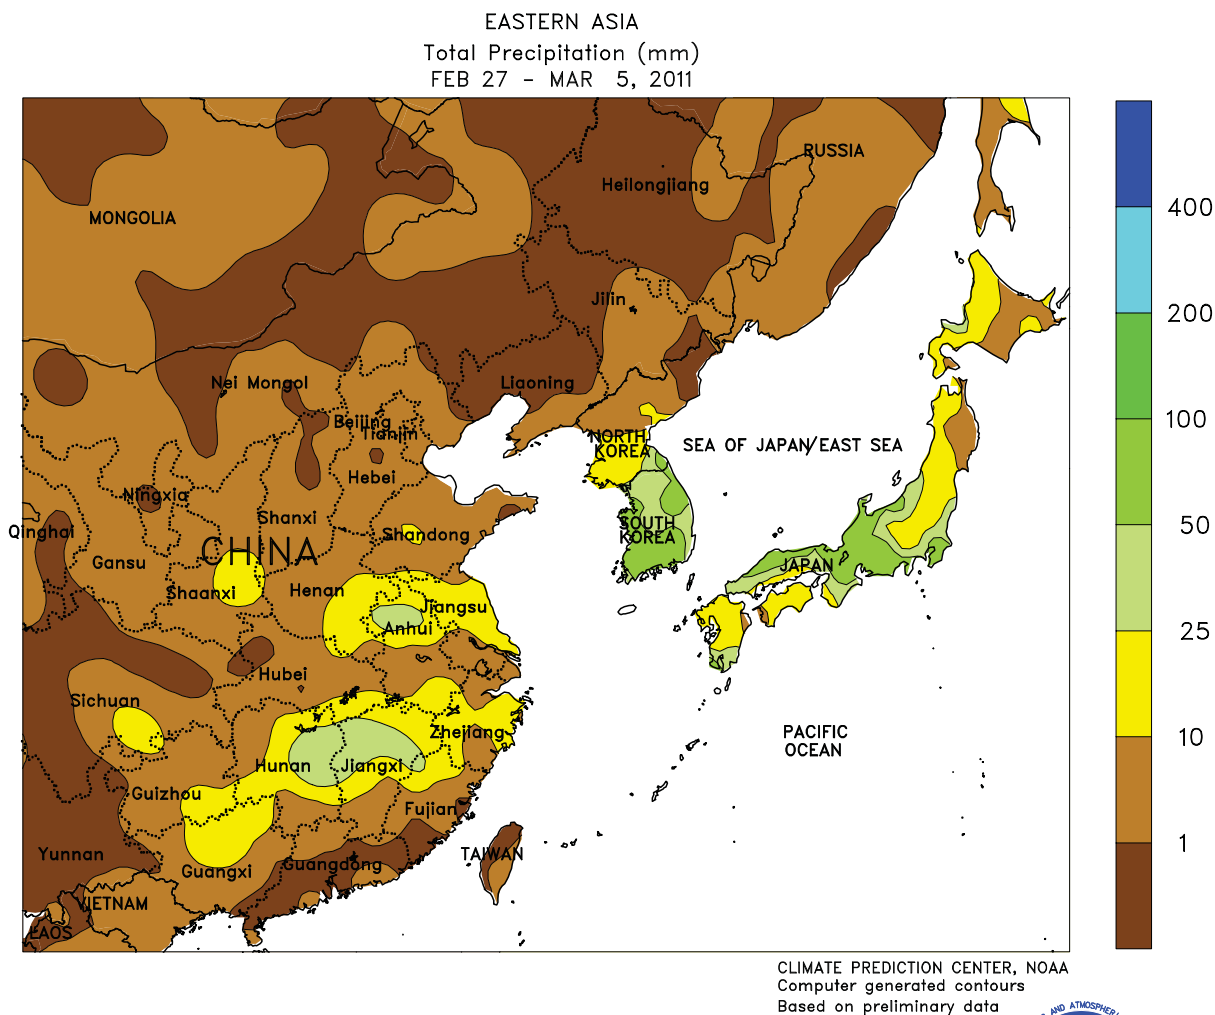 EASTERN ASIA
Total Precipitation (mm)
FEB 27 - MAR 5, 2011
RUSSIA
Heilongjiang
MONGOLIA
400
Jilin
200
Nei Mongol
Liaoning
100
Beijing
Tianjin
NORTH
KOREA
SEA OF JAPAN/EAST SEA
Hebei
Ningxia
Shanxi
Qinghai
Shandong
SOUTH
KOREA
50
CHINA
Gansu
JAPAN
Shaanxi
Henan
Jiangsu
Anhui
25
Hubei
Sichuan
Zhejiang
PACIFIC
OCEAN
10
Hunan
Jiangxi
Guizhou
Fujian
1
Yunnan
TAIWAN
Guangxi
Guangdong
VIETNAM
LAOS
CLIMATE PREDICTION CENTER, NOAA
Computer generated contours
Based on preliminary data
AND ATMOSPHERI